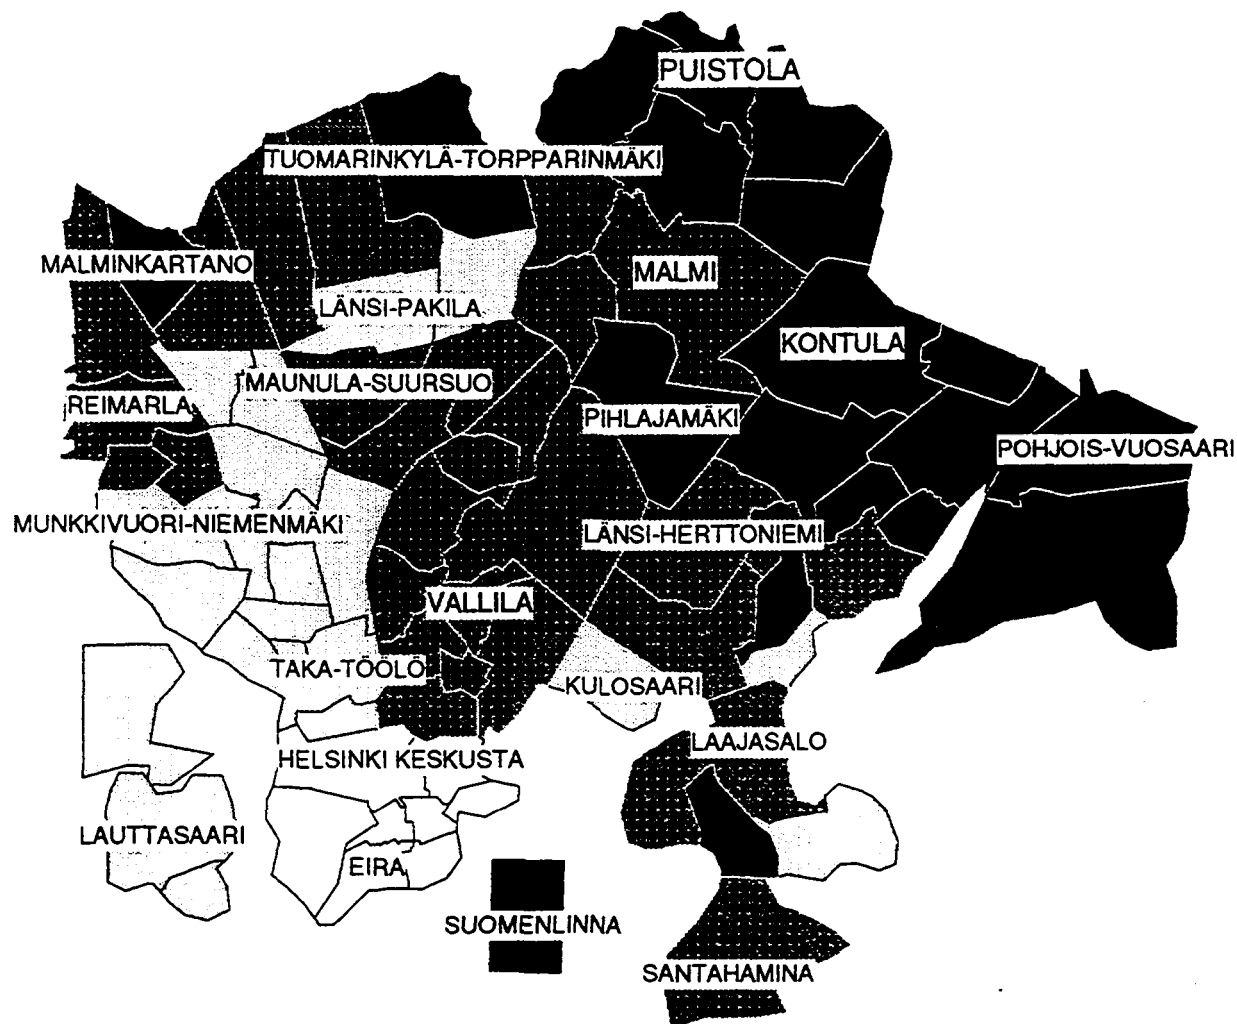 PUISTOLA
TUOMARINKYLÄ-TORPPARINMÄKI
MALMINKARTANO
MALMI
LÄNSI-PAKILA
KONTULA
MAUNULA-SUURSUO
REIMARLA
PIHLAJAMÄKI
POHJOIS-VUOSAARI
MUNKKIVUORI-NIEMENMÄKI
LÄNSI-HERTTONIEMI
VALLILA
TAKA-TÖÖLÖ
KULOSAARI
LAAJASALO
HELSINKI KESKUSTA
LAUTTASAARI
EIRA
SUOMENLINNA
SANTAHAMINA